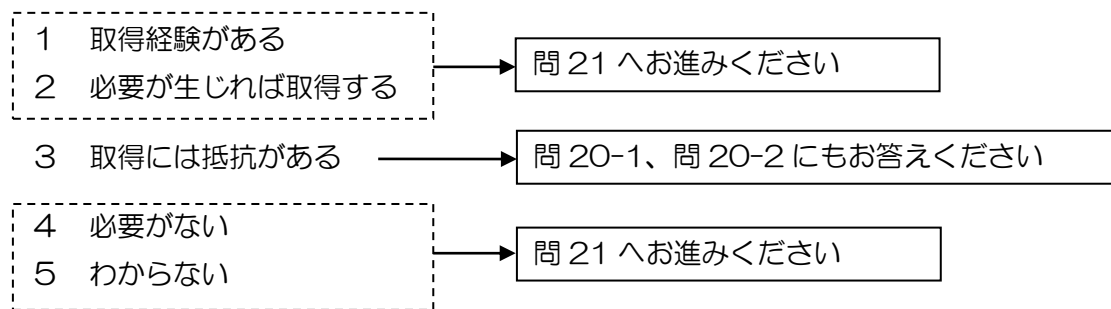 １　取得経験がある
２　必要が生じれば取得する
問 21 へお進みください
３　取得には抵抗がある
問 20-1、問 20-2 にもお答えください
４　必要がない
５　わからない
問 21 へお進みください